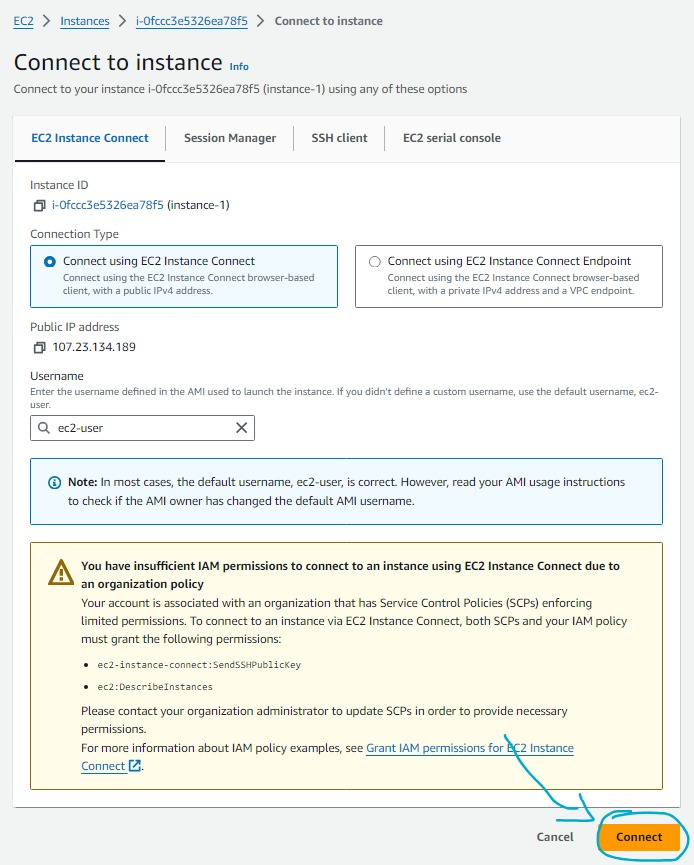 EC2 > Instances > i-0fccc3e5326ea78f5 > Connect to instance
Connect to instance Info
Connect to your instance i-0fccc3e5326ea78f5 (instance-1) using any of these options
EC2 Instance Connect | Session Manager | SSH client | EC2 serial console
Instance ID
i-0fccc3e5326ea78f5 (instance-1)
Connection Type
Connect using EC2 Instance Connect
Connect using the EC2 Instance Connect browser-based
client, with a public IPv4 address.
Connect using EC2 Instance Connect Endpoint
Connect using the EC2 Instance Connect browser-based
client, with a private IPv4 address and a VPC endpoint.
Public IP address
107.23.134.189
Username
Enter the username defined in the AMI used to launch the instance. If you didn't define a custom username, use the default username, ec2-
user.
ec2-user
Note: In most cases, the default username, ec2-user, is correct. However, read your AMI usage instructions
to check if the AMI owner has changed the default AMI username.
You have insufficient IAM permissions to connect to an instance using EC2 Instance Connect due to
an organization policy
Your account is associated with an organization that has Service Control Policies (SCPs) enforcing
limited permissions. To connect to an instance via EC2 Instance Connect, both SCPs and your IAM policy
must grant the following permissions:
• ec2-instance-connect:SendSSHPublicKey
• ec2:DescribeInstances
Please contact your organization administrator to update SCPs in order to provide necessary
permissions.
For more information about IAM policy examples, see Grant IAM permissions for EC2 Instance
Connect.
Cancel
Connect